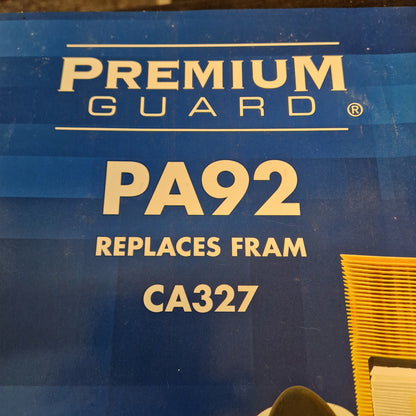 PREMIUM
GUARD®
PA92
REPLACES FRAM
CA327